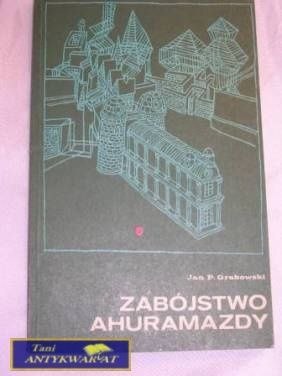 Jan P. Grabowski
ZABÓJSTWO
AHURAMAZDY
Tani
ANTYKWARIAT